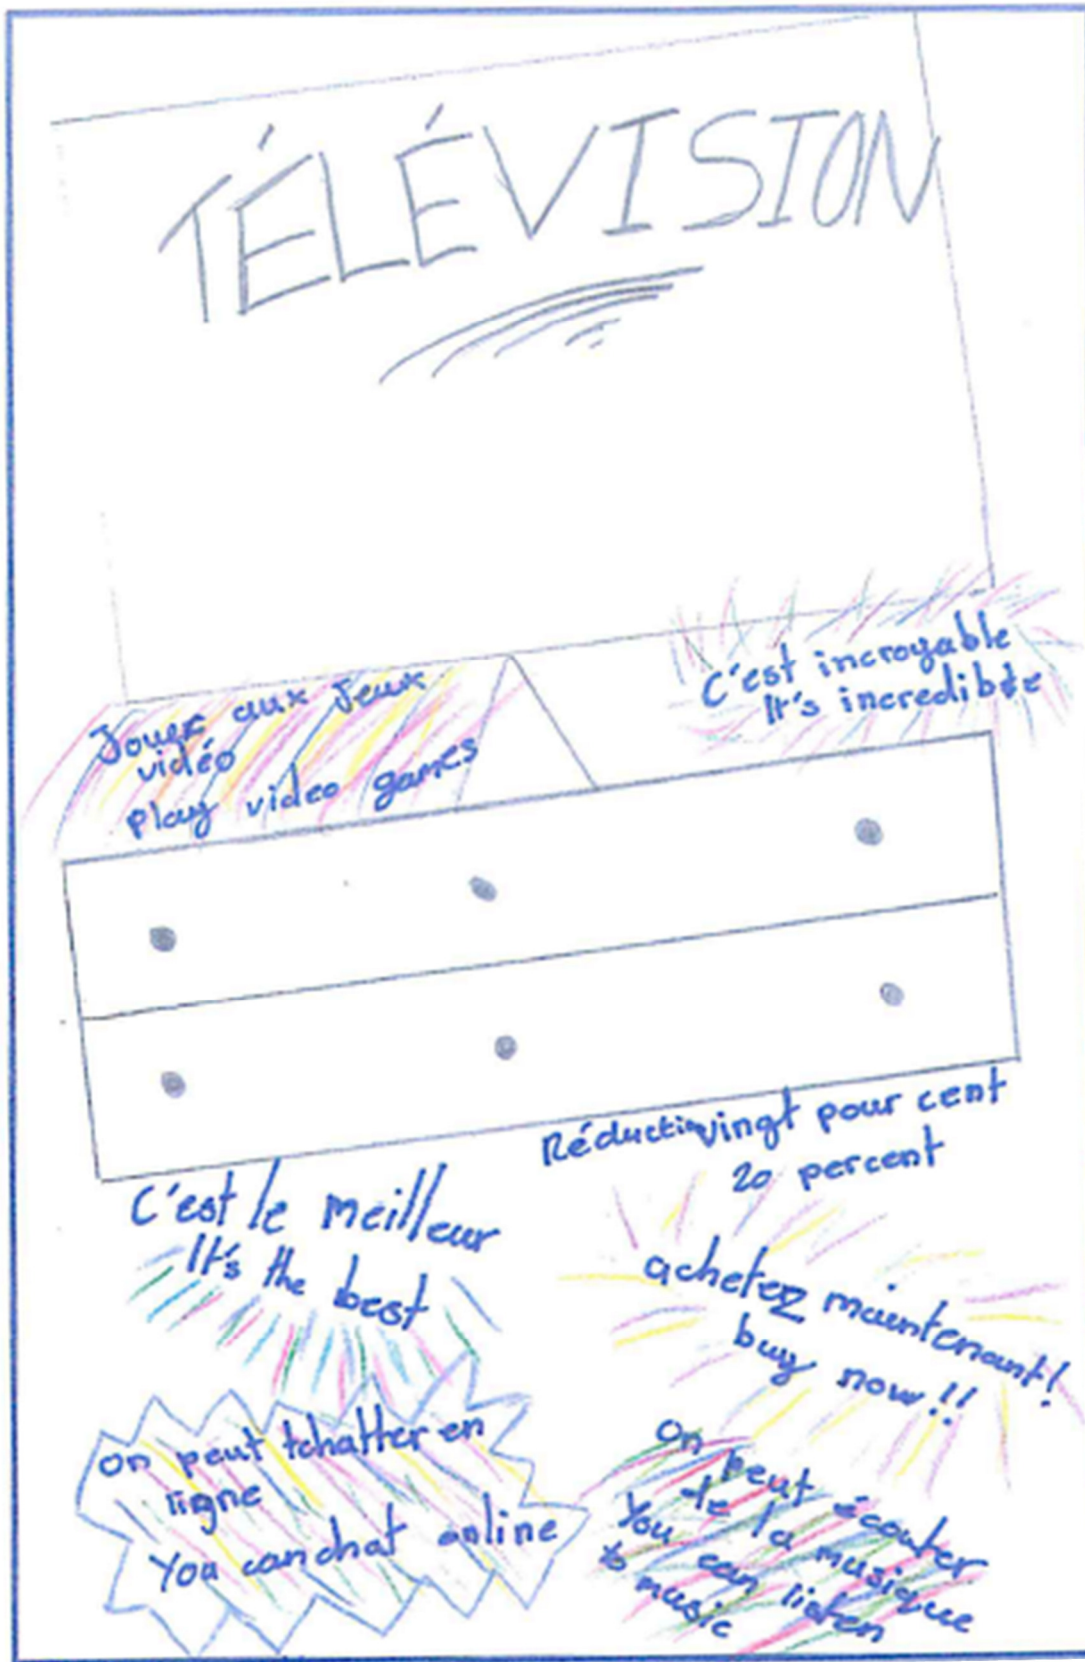 TÉLÉVISION
C'est incroyable
It's incredible
Jouez aux Jeux
vidéo
play video games
Réduction vingt pour cent
20 percent
C'est le meilleur
It's the best
achetez maintenant!
buy now!!
on peut tchatter en
ligne
You can chat online
On peut écouter
de la musique
You can listen
to music